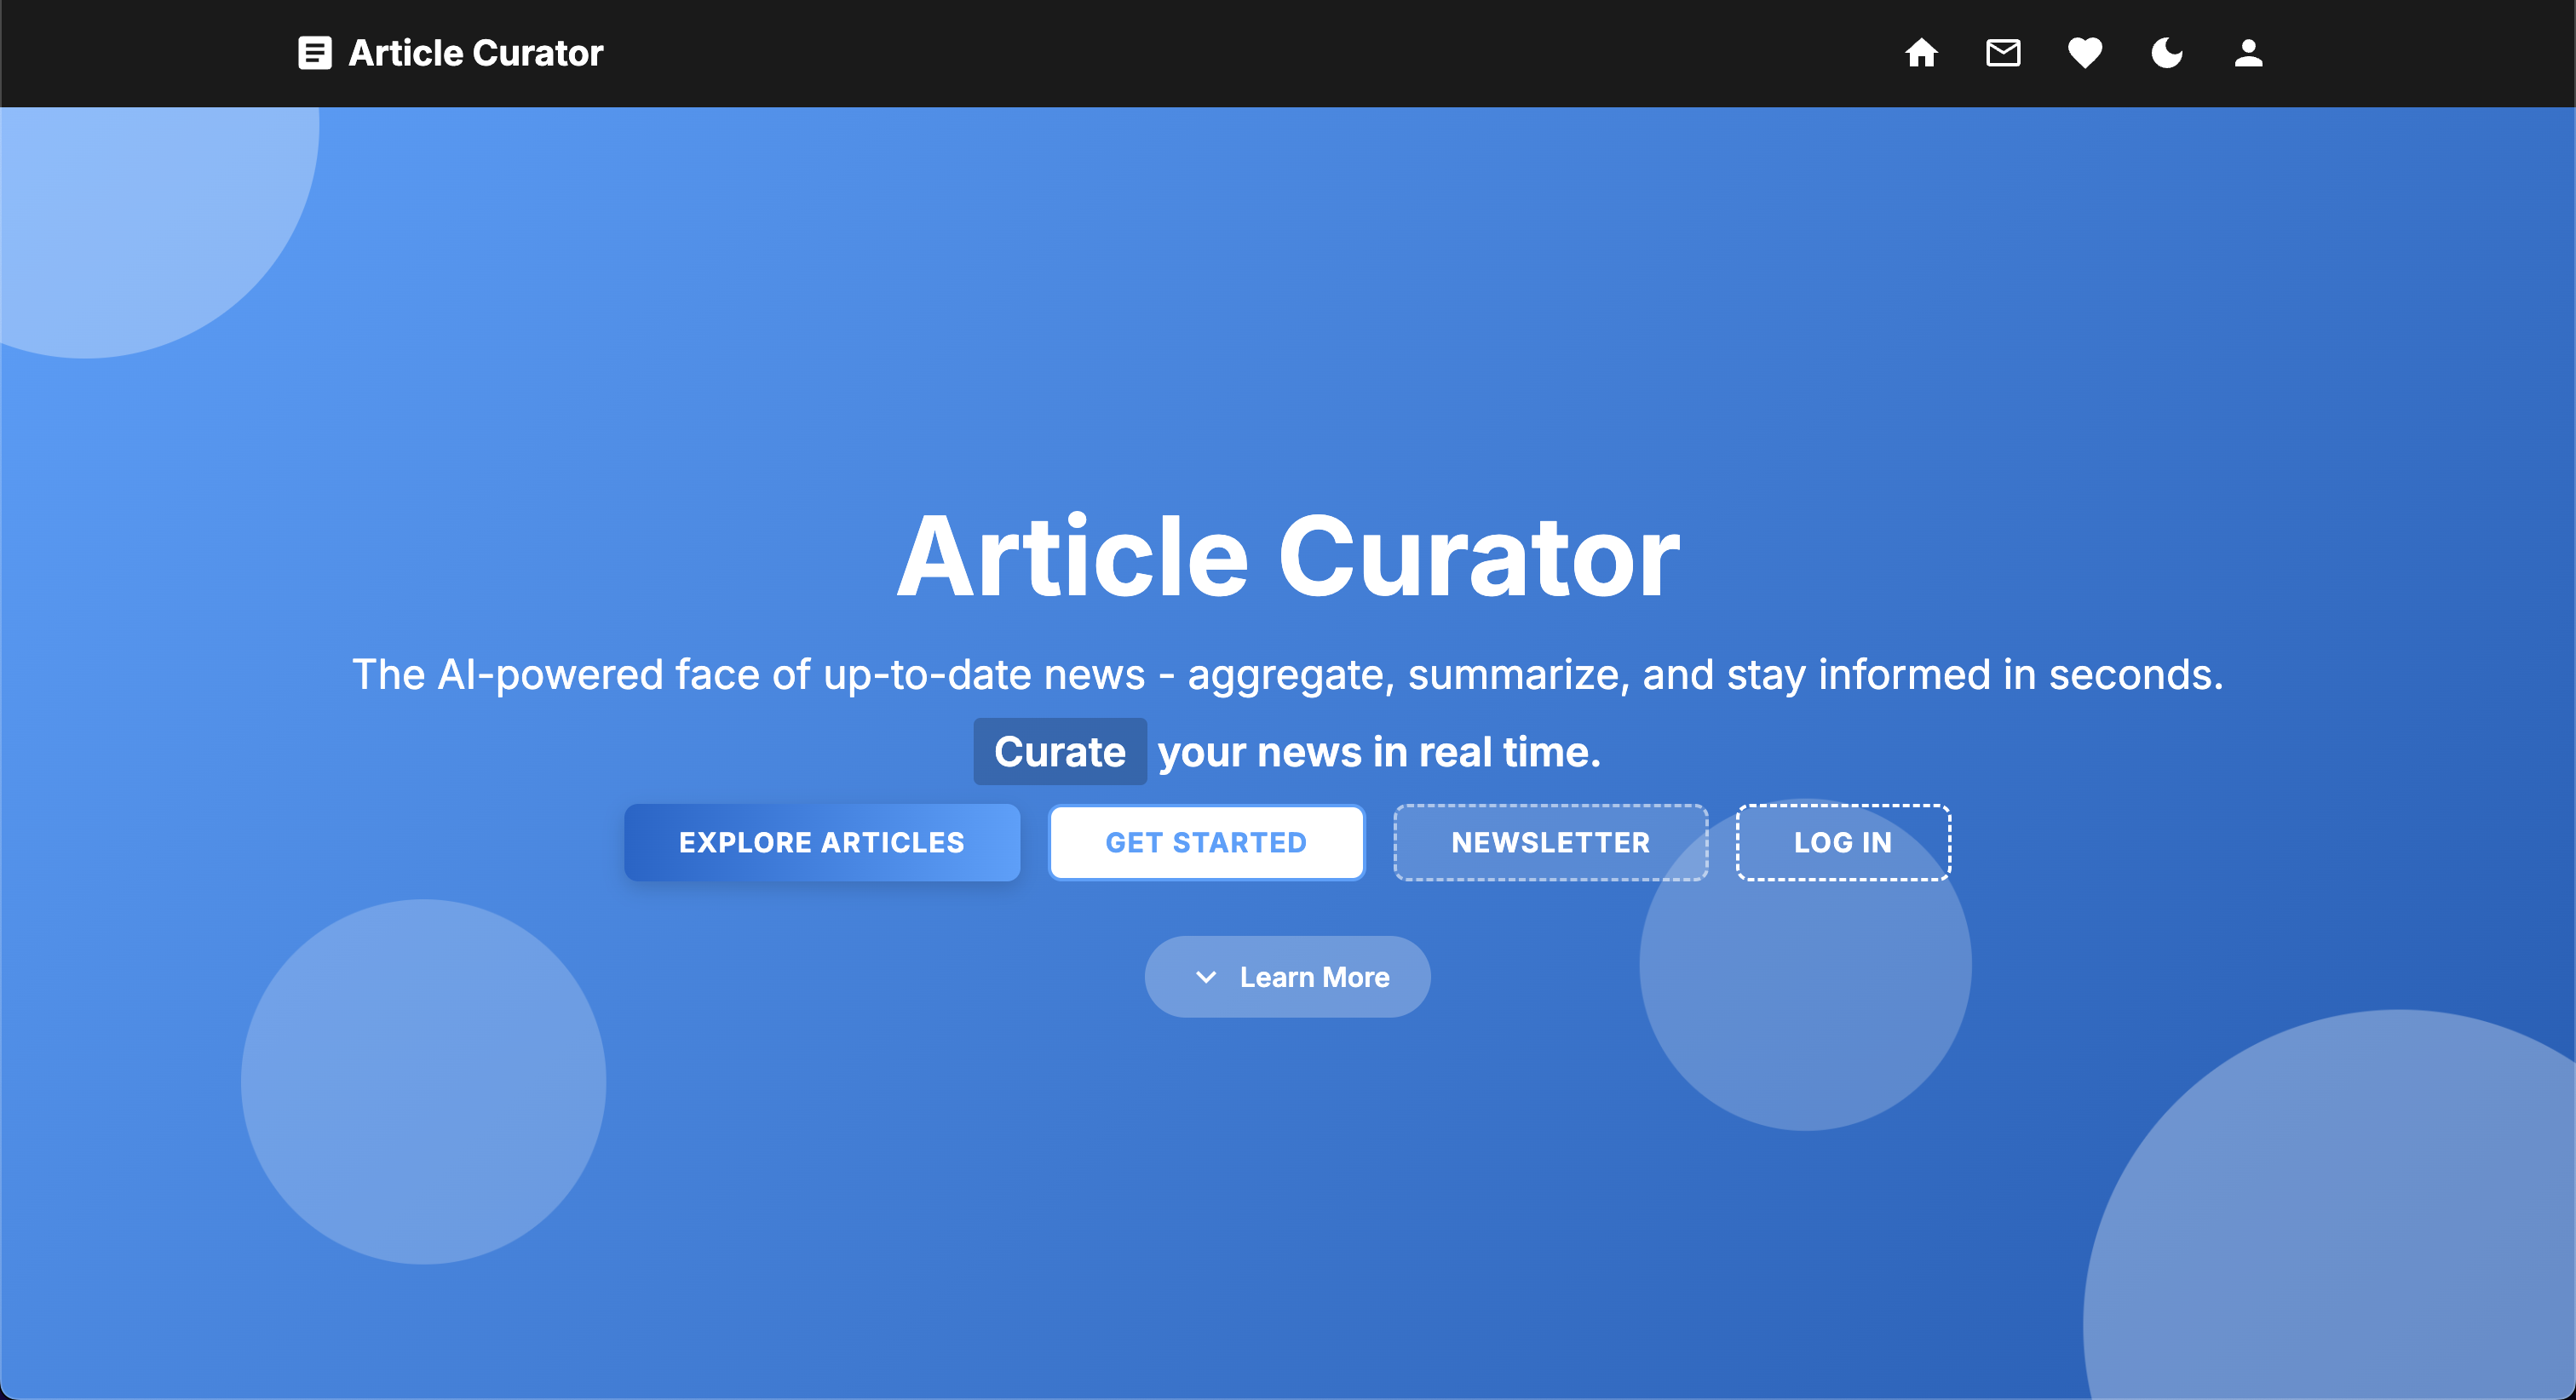 Article Curator
Article Curator
The AI-powered face of up-to-date news - aggregate, summarize, and stay informed in seconds.
Curate your news in real time.
EXPLORE ARTICLES GET STARTED NEWSLETTER LOG IN
Learn More